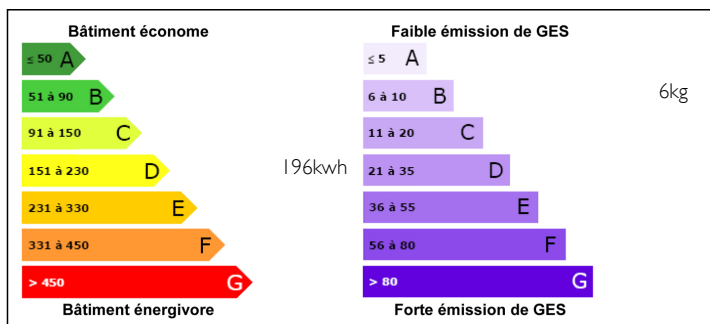 Bâtiment économe
≤ 50 A
51 à 90 B
91 à 150 C
151 à 230 D
196kwh
231 à 330 E
331 à 450 F
> 450 G
Bâtiment énergivore
Faible émission de GES
≤ 5 A
6 à 10 B
6kg
11 à 20 C
21 à 35 D
36 à 55 E
56 à 80 F
> 80 G
Forte émission de GES